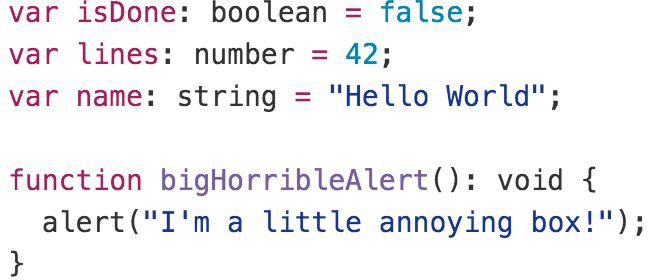 var isDone: boolean = false;
var lines: number = 42;
var name: string = "Hello World";
function bigHorribleAlert(): void {
  alert("I'm a little annoying box!");
}